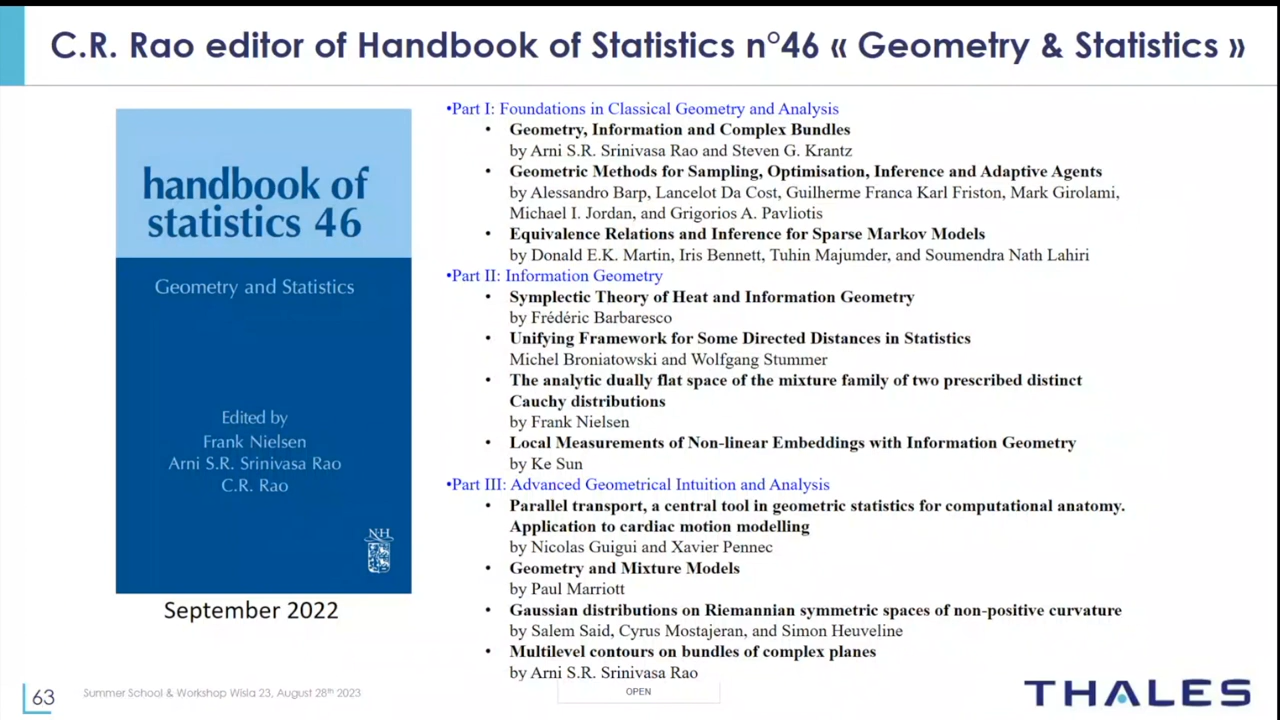 C.R. Rao editor of Handbook of Statistics n°46 « Geometry & Statistics »
handbook of
statistics 46
Geometry and Statistics
Edited by
Frank Nielsen
Arni S.R. Srinivasa Rao
C.R. Rao
NH
September 2022
•Part I: Foundations in Classical Geometry and Analysis
• Geometry, Information and Complex Bundles
by Arni S.R. Srinivasa Rao and Steven G. Krantz
• Geometric Methods for Sampling, Optimisation, Inference and Adaptive Agents
by Alessandro Barp, Lancelot Da Cost, Guilherme Franca Karl Friston, Mark Girolami,
Michael I. Jordan, and Grigorios A. Pavliotis
• Equivalence Relations and Inference for Sparse Markov Models
by Donald E.K. Martin, Iris Bennett, Tuhin Majumder, and Soumendra Nath Lahiri
•Part II: Information Geometry
• Symplectic Theory of Heat and Information Geometry
by Frédéric Barbaresco
• Unifying Framework for Some Directed Distances in Statistics
Michel Broniatowski and Wolfgang Stummer
• The analytic dually flat space of the mixture family of two prescribed distinct
Cauchy distributions
by Frank Nielsen
• Local Measurements of Non-linear Embeddings with Information Geometry
by Ke Sun
•Part III: Advanced Geometrical Intuition and Analysis
• Parallel transport, a central tool in geometric statistics for computational anatomy.
Application to cardiac motion modelling
by Nicolas Guigui and Xavier Pennec
• Geometry and Mixture Models
by Paul Marriott
• Gaussian distributions on Riemannian symmetric spaces of non-positive curvature
by Salem Said, Cyrus Mostajeran, and Simon Heuveline
• Multilevel contours on bundles of complex planes
by Arni S.R. Srinivasa Rao
63
Summer School & Workshop Wisla 23, August 28th 2023
OPEN
THALES